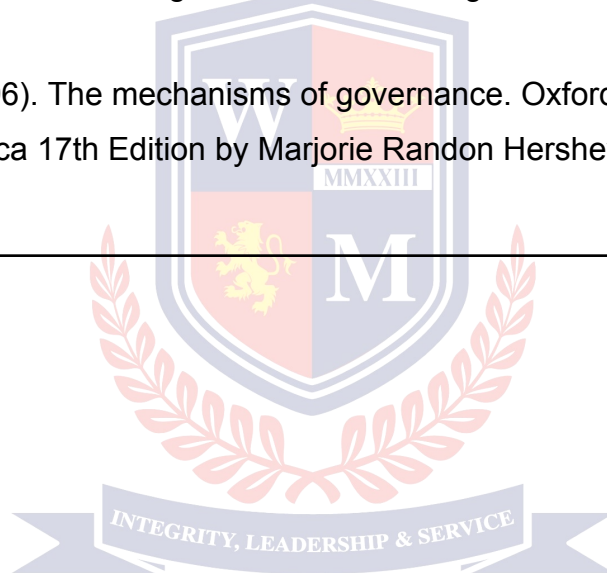 6). The mechanisms of governance. Oxford
ca 17th Edition by Marjorie Randon Hershe
W
MMXXIII
M
INTEGRITY, LEADERSHIP & SERVICE